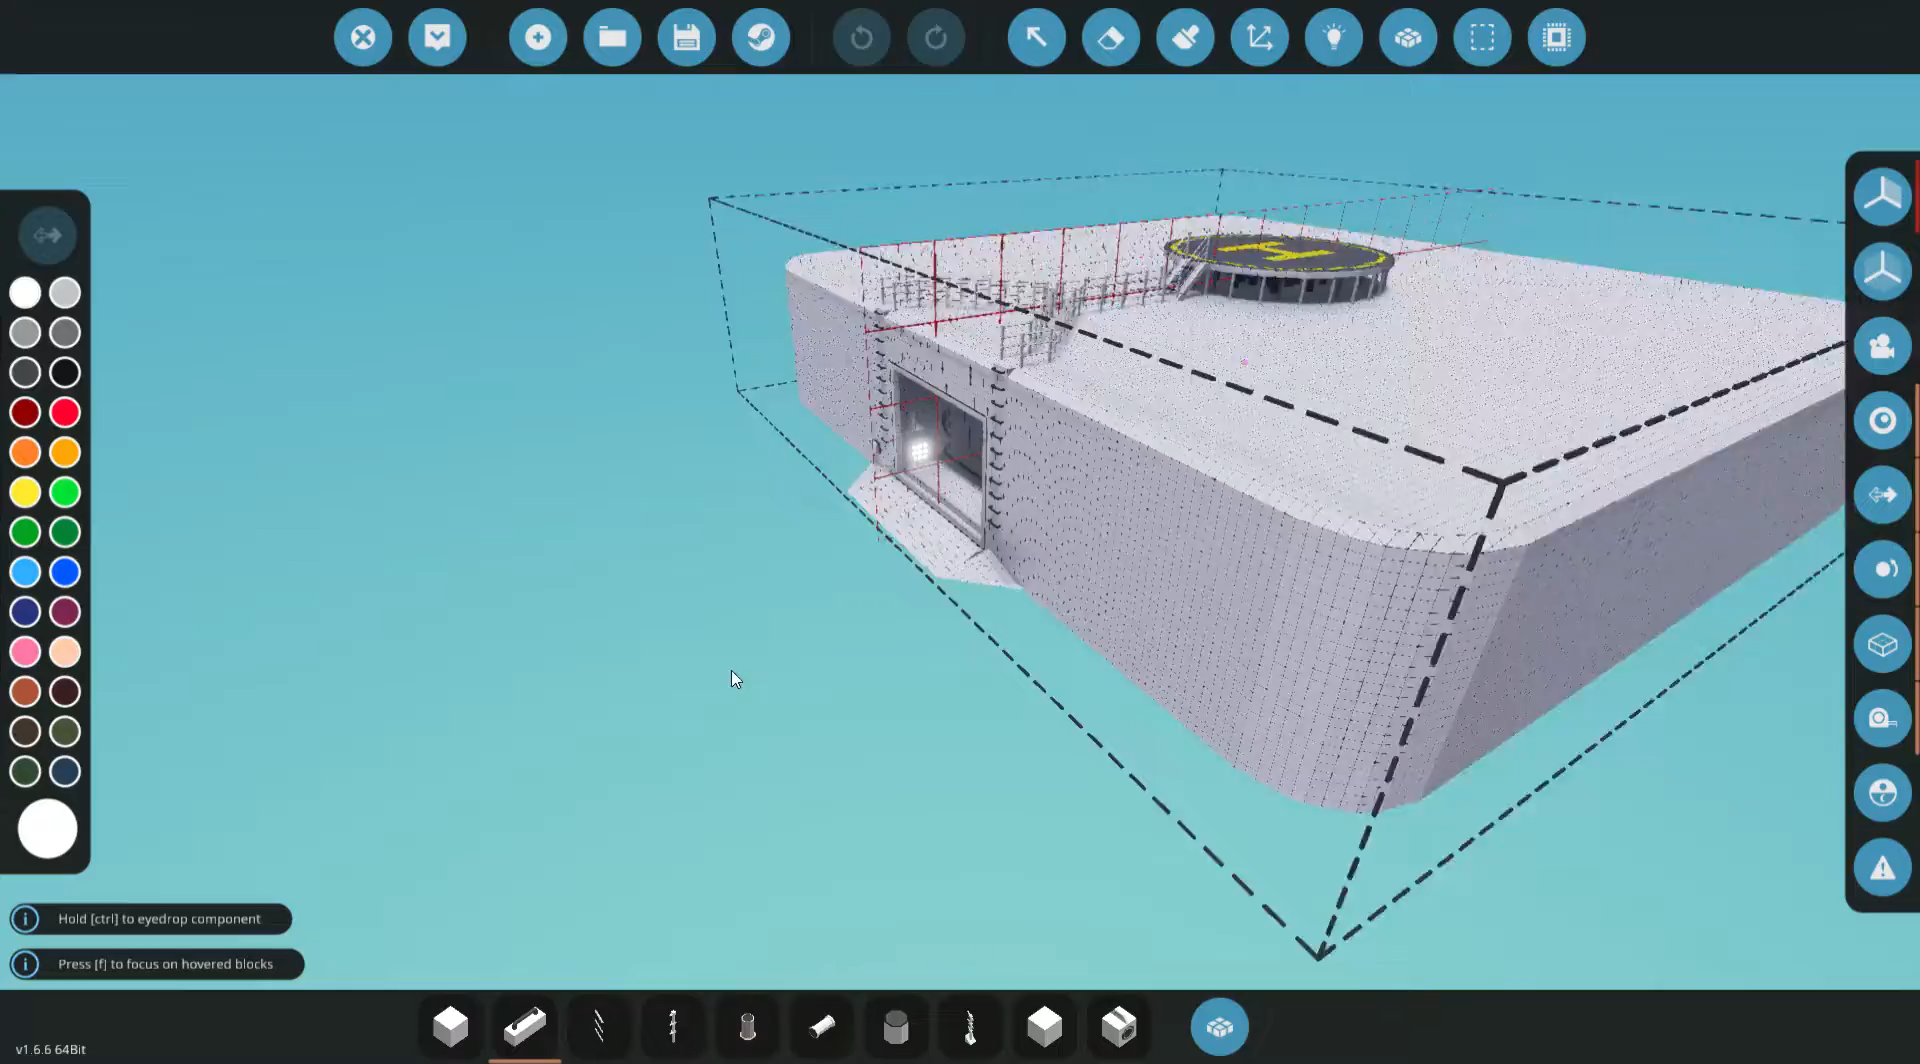 H
Hold [ctrl] to eyedrop component
Press [f] to focus on hovered blocks
v1.6.6 64Bit